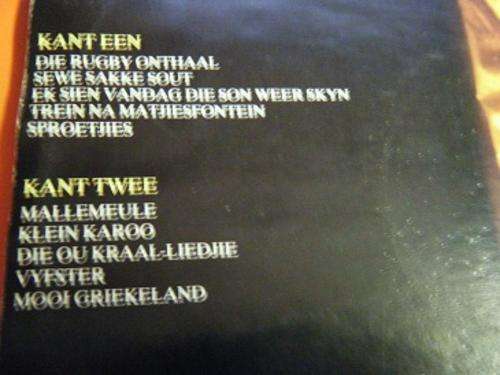 KANT EEN
DIE RUGBY ONTHAAL
SEWE SAKKE SOUT
EK SIEN VANDAG DIE SON WEER SKYN
TREIN NA MATJIESFONTEIN
SPROETJIES
KANT TWEE
MALLEMEULE
KLEIN KAROO
DIE OU KRAAL-LIEDJIE
VYFSTER
MOOI GRIEKELAND